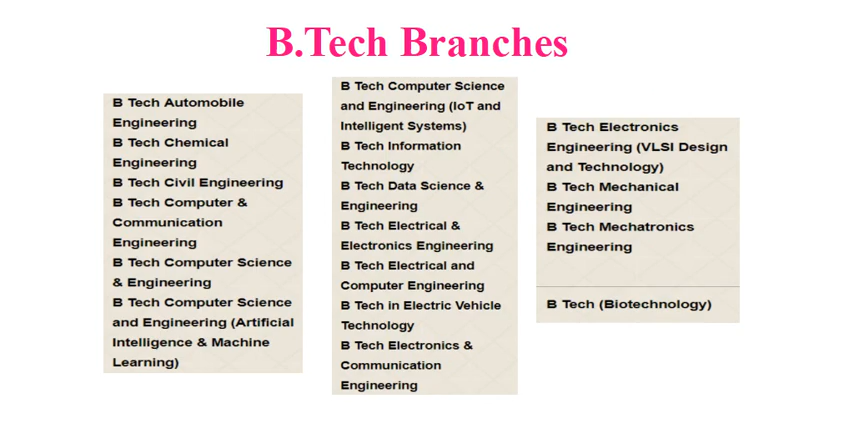 B.Tech Branches
B Tech Automobile
Engineering
B Tech Chemical
Engineering
B Tech Civil Engineering
B Tech Computer &
Communication
Engineering
B Tech Computer Science
& Engineering
B Tech Computer Science
and Engineering (Artificial
Intelligence & Machine
Learning)
B Tech Computer Science
and Engineering (IoT and
Intelligent Systems)
B Tech Information
Technology
B Tech Data Science &
Engineering
B Tech Electrical &
Electronics Engineering
B Tech Electrical and
Computer Engineering
B Tech in Electric Vehicle
Technology
B Tech Electronics &
Communication
Engineering
B Tech Electronics
Engineering (VLSI Design
and Technology)
B Tech Mechanical
Engineering
B Tech Mechatronics
Engineering
B Tech (Biotechnology)